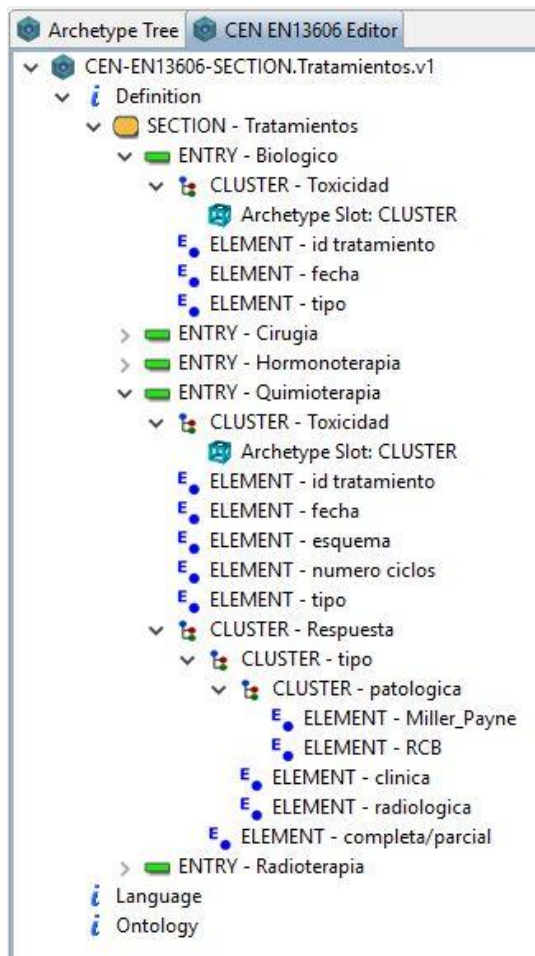 Archetype Tree CEN EN13606 Editor
CEN-EN13606-SECTION.Tratamientos.v1
Definition
SECTION - Tratamientos
ENTRY - Biologico
CLUSTER - Toxicidad
Archetype Slot: CLUSTER
ELEMENT - id tratamiento
ELEMENT - fecha
ELEMENT - tipo
ENTRY - Cirugia
ENTRY - Hormonoterapia
ENTRY - Quimioterapia
CLUSTER - Toxicidad
Archetype Slot: CLUSTER
ELEMENT - id tratamiento
ELEMENT - fecha
ELEMENT - esquema
ELEMENT - numero ciclos
ELEMENT - tipo
CLUSTER - Respuesta
CLUSTER - tipo
CLUSTER - patologica
ELEMENT - Miller_Payne
ELEMENT - RCB
ELEMENT - clinica
ELEMENT - radiologica
ELEMENT - completa/parcial
ENTRY - Radioterapia
Language
Ontology